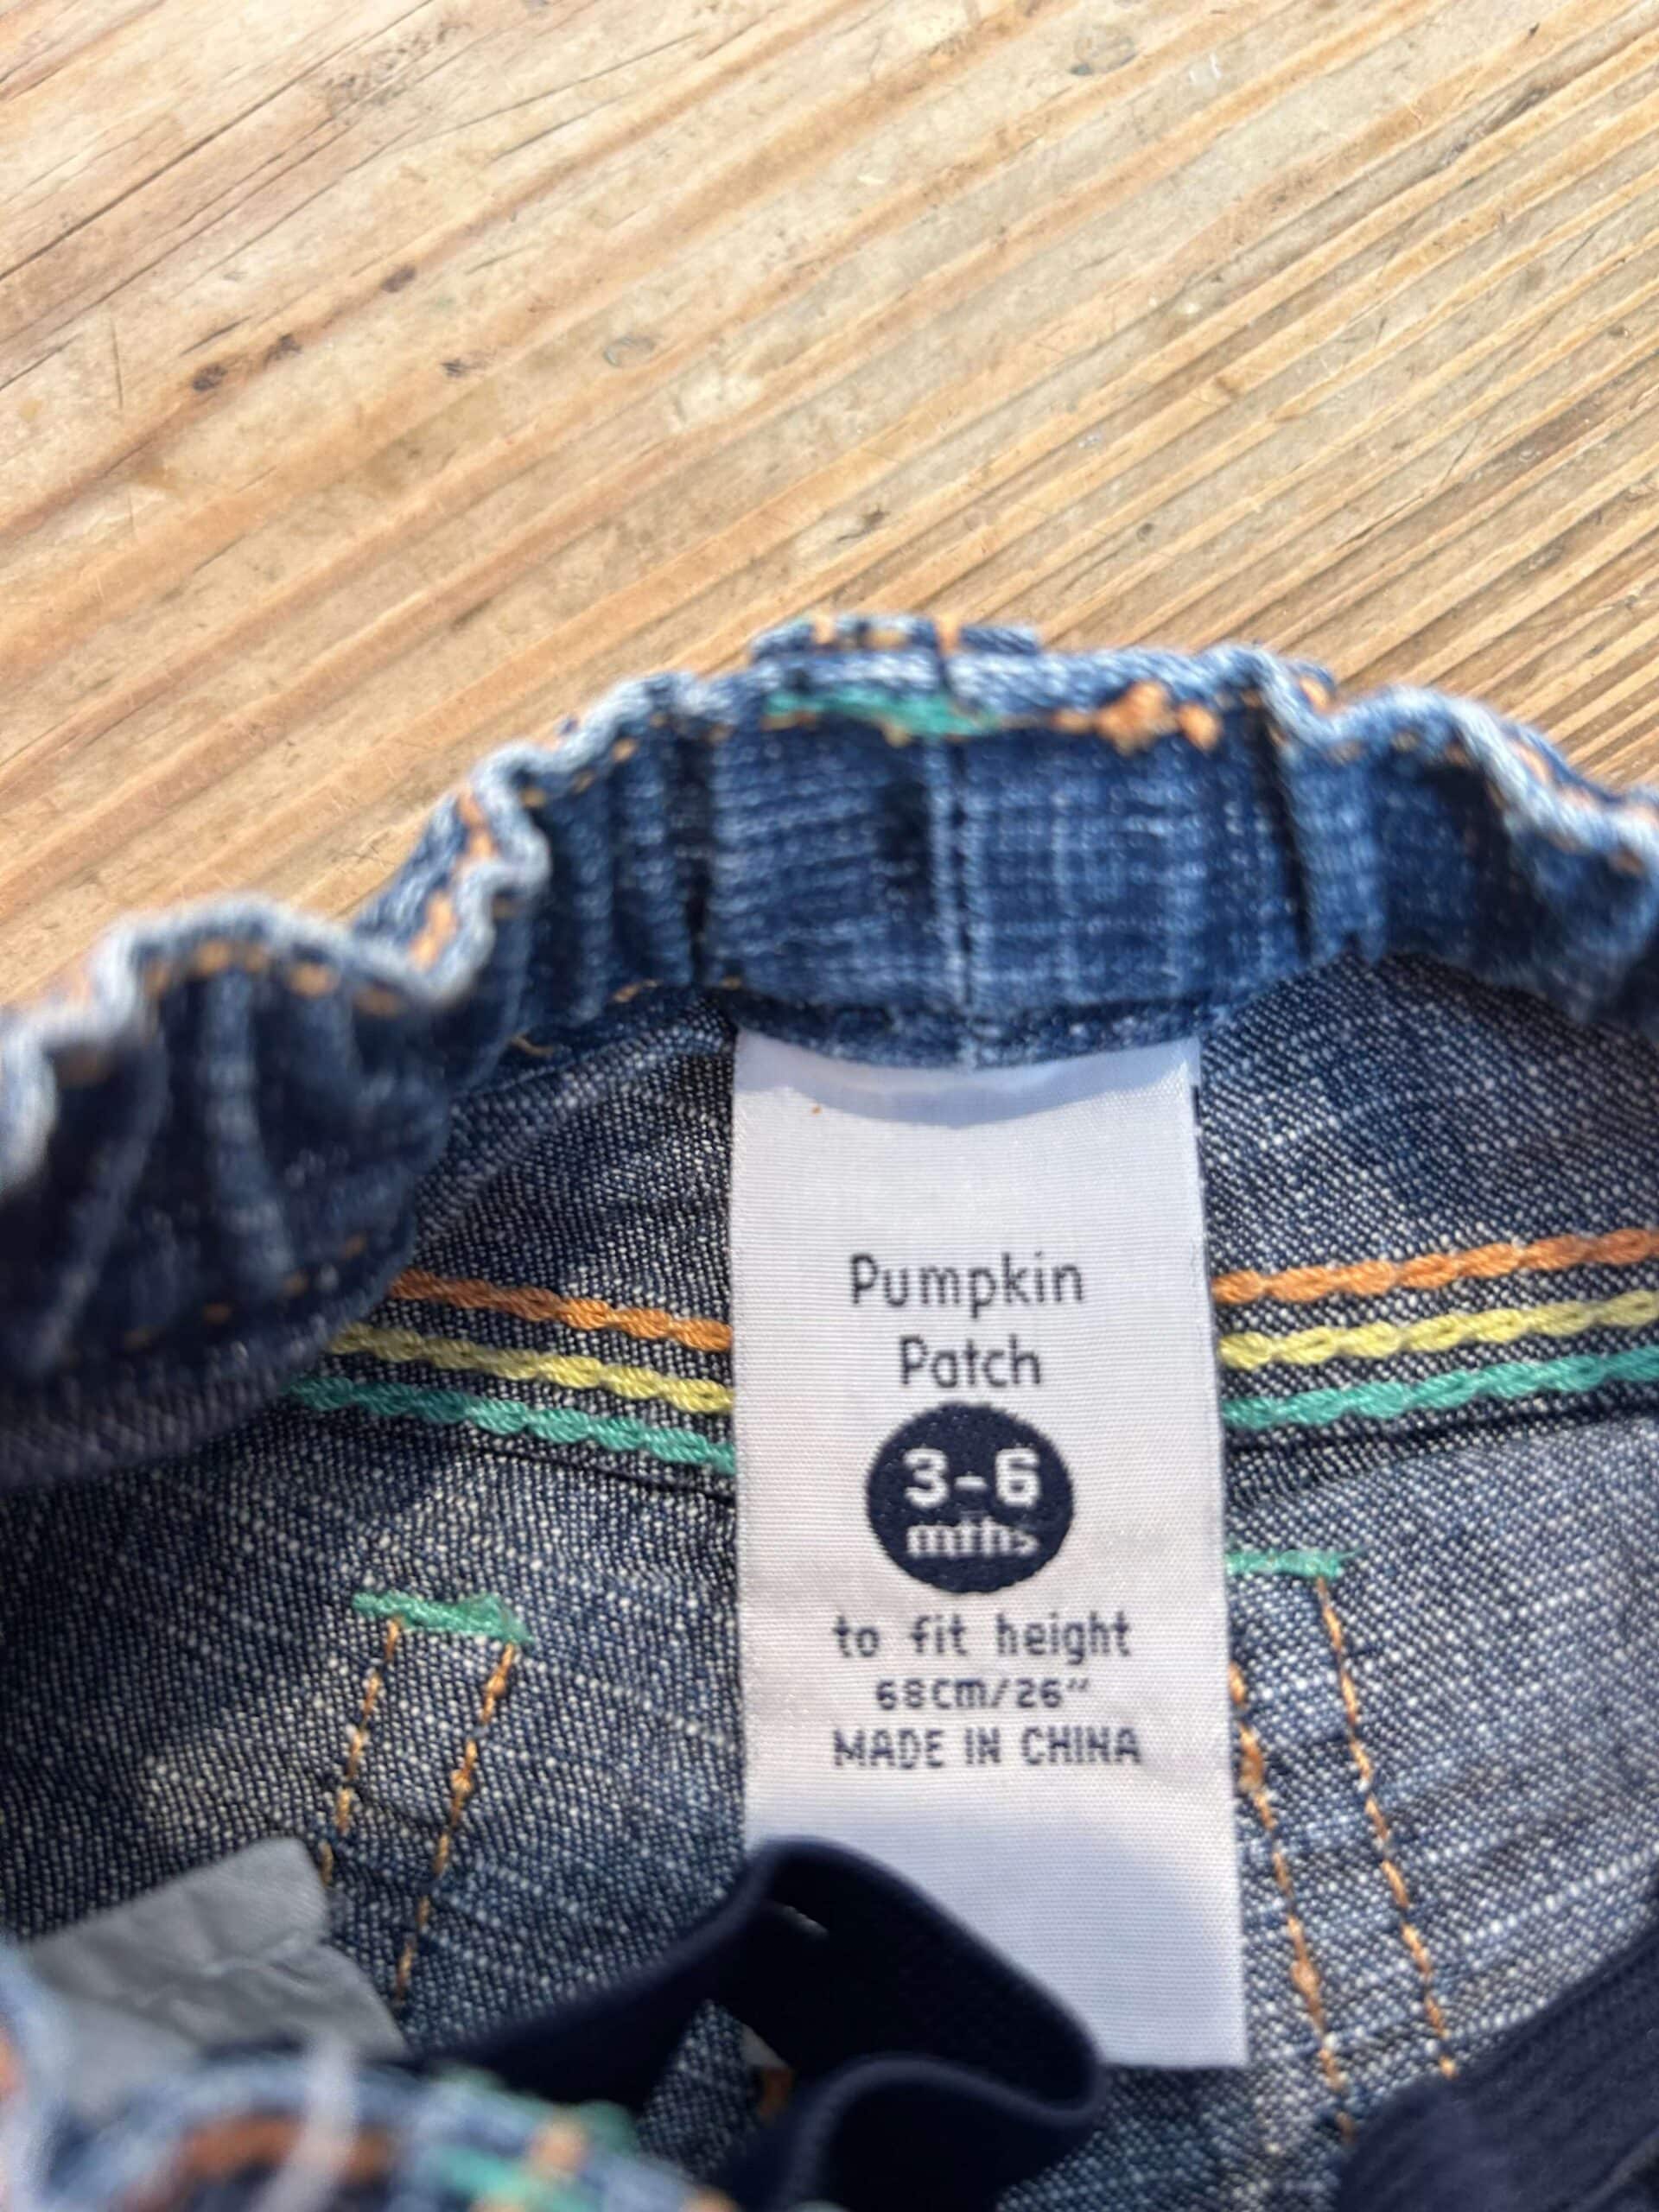 Pumpkin
Patch
3-6
mths
to fit height
68cm/26"
MADE IN CHINA